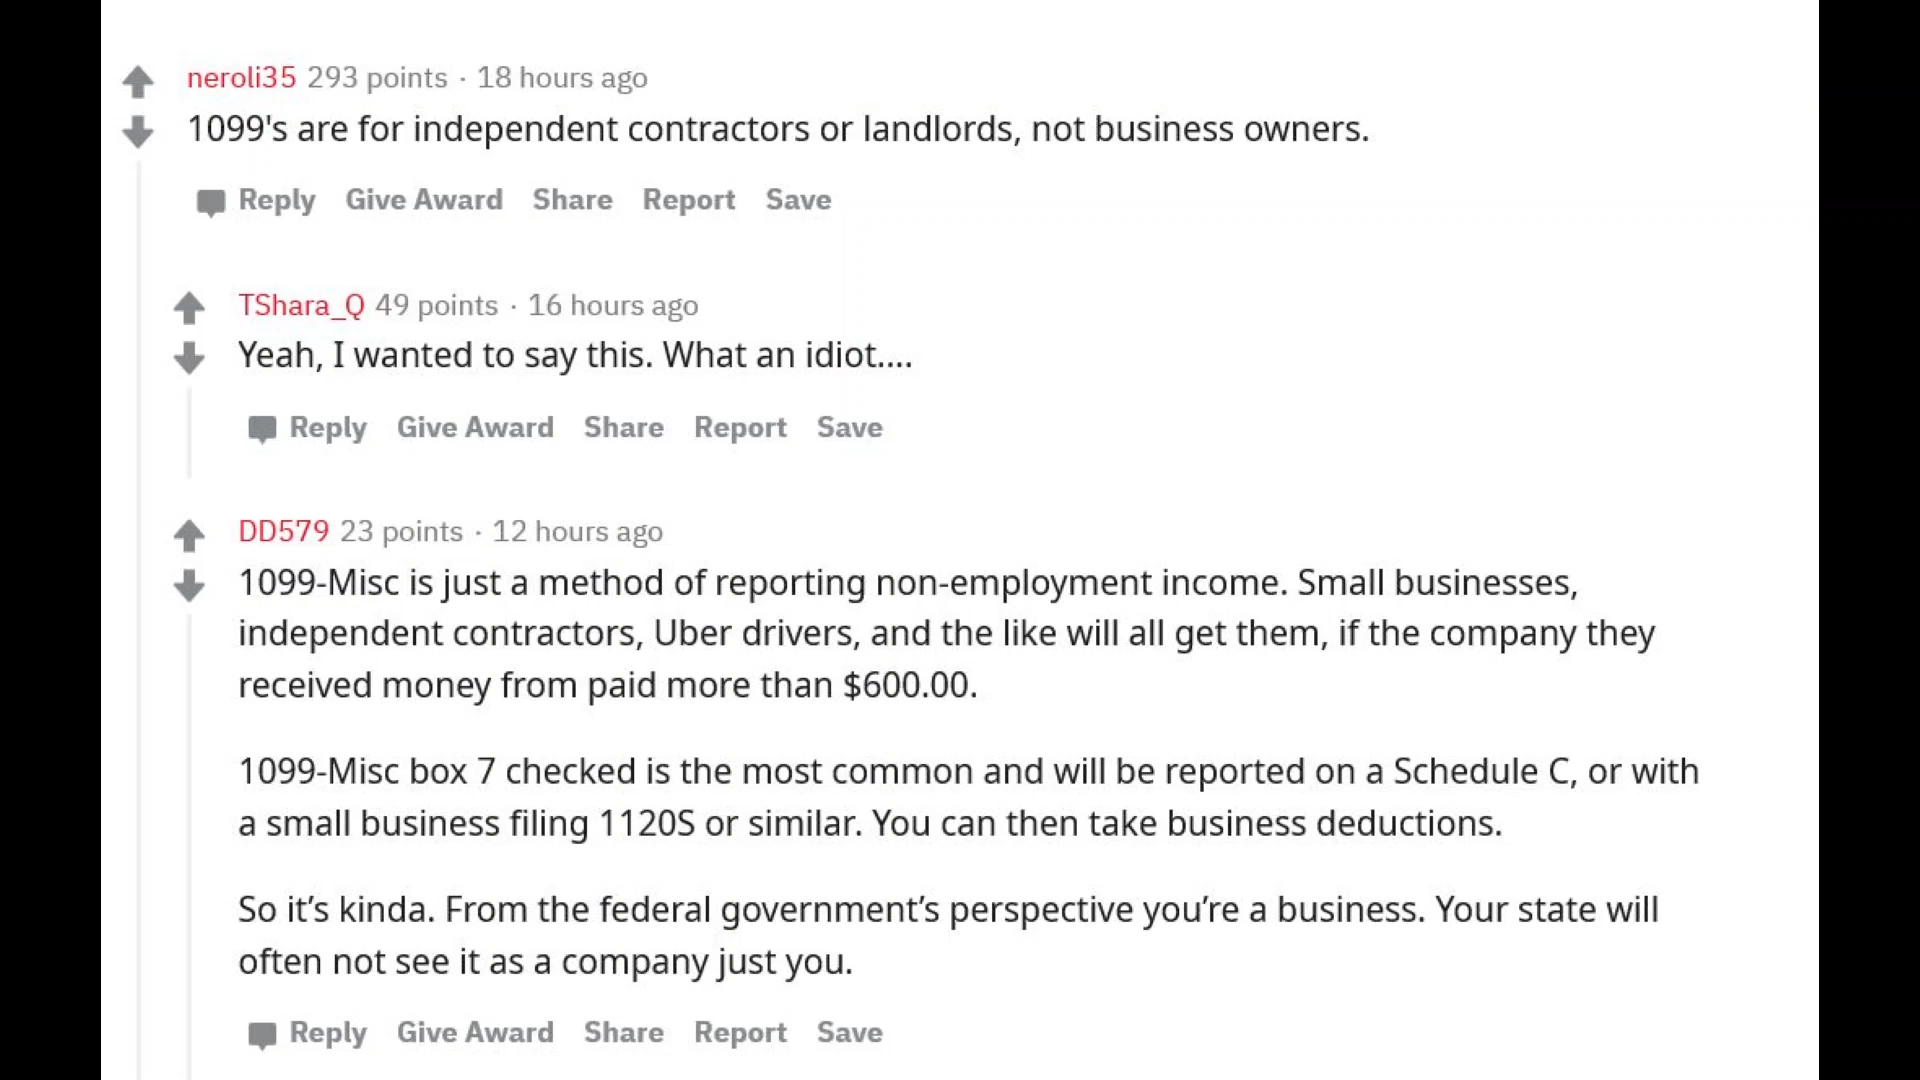 neroli35 293 points · 18 hours ago
1099's are for independent contractors or landlords, not business owners.
Reply Give Award Share Report Save
TShara_Q 49 points · 16 hours ago
Yeah, I wanted to say this. What an idiot....
Reply Give Award Share Report Save
DD579 23 points · 12 hours ago
1099-Misc is just a method of reporting non-employment income. Small businesses,
independent contractors, Uber drivers, and the like will all get them, if the company they
received money from paid more than $600.00.
1099-Misc box 7 checked is the most common and will be reported on a Schedule C, or with
a small business filing 1120S or similar. You can then take business deductions.
So it’s kinda. From the federal government’s perspective you’re a business. Your state will
often not see it as a company just you.
Reply Give Award Share Report Save